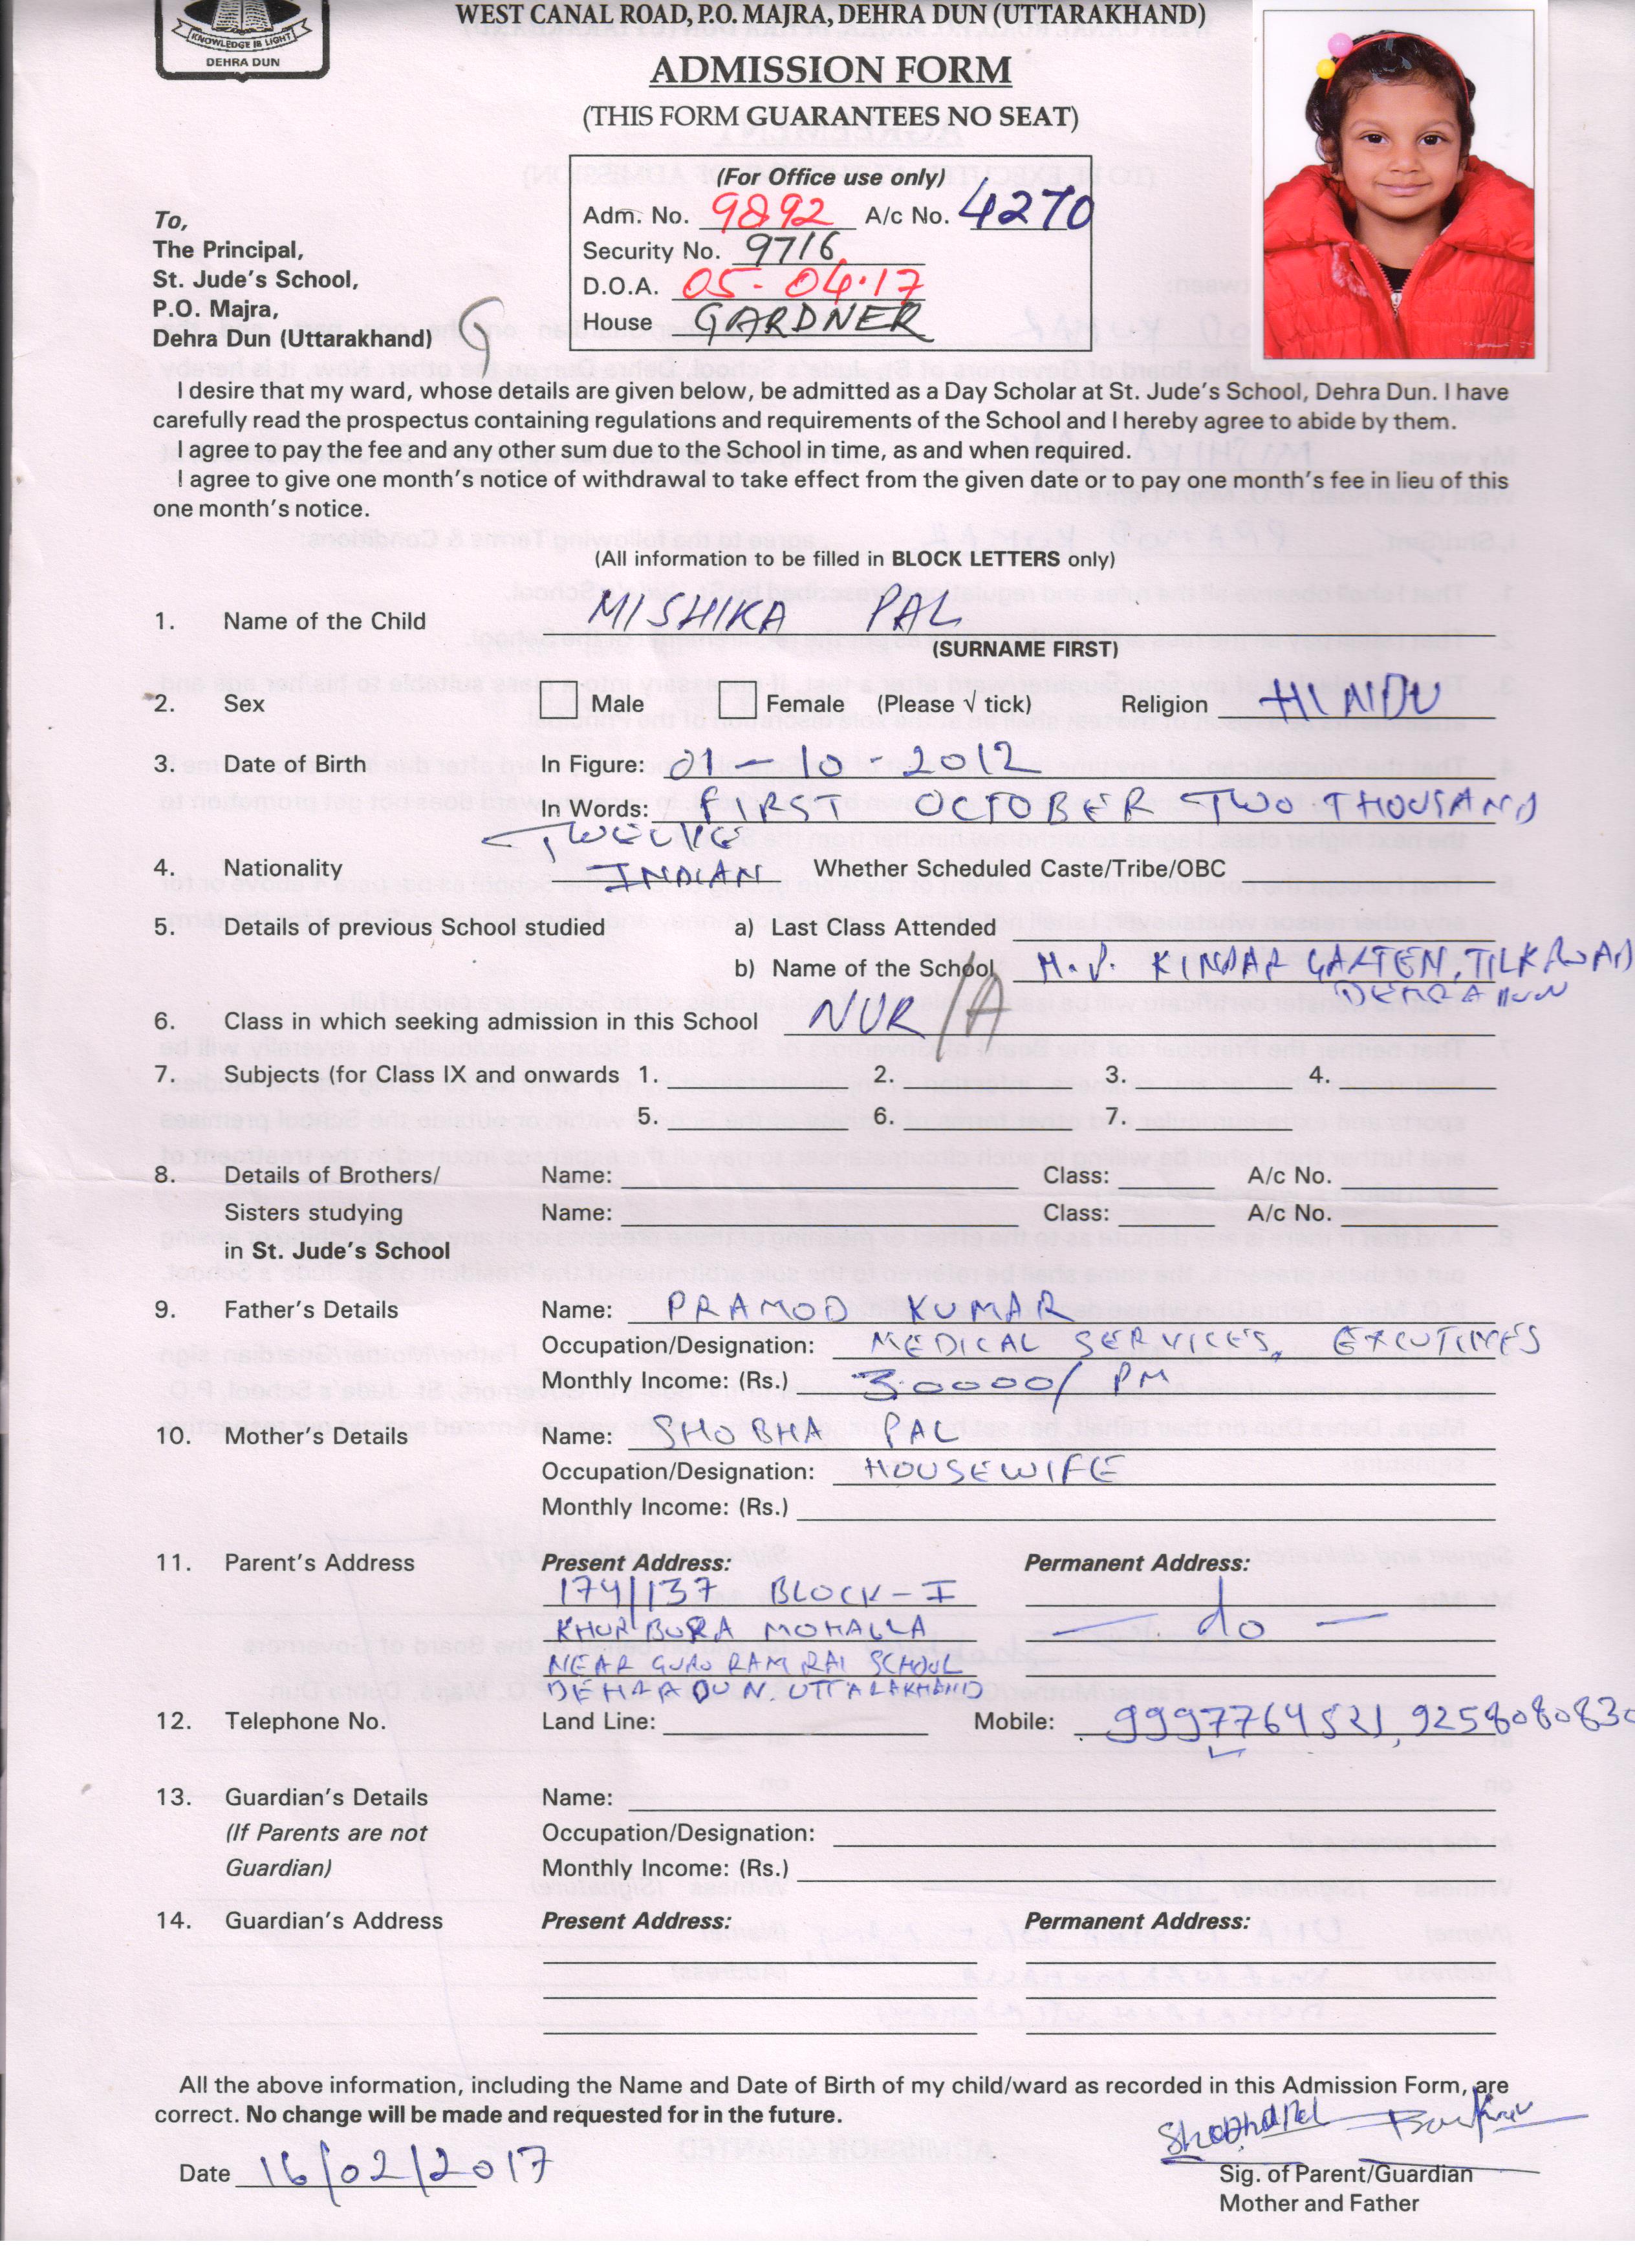 KNOWLEDGE IS LIGHT
DEHRA DUN
WEST CANAL ROAD, P.O. MAJRA, DEHRA DUN (UTTARAKHAND)
ADMISSION FORM
(THIS FORM GUARANTEES NO SEAT)
(For Office use only)
Adm. No. 9892 A/c No. 4270
Security No. 9716
D.O.A. 05-04-17
House GARDNER
To,
The Principal,
St. Jude's School,
P.O. Majra,
Dehra Dun (Uttarakhand)
I desire that my ward, whose details are given below, be admitted as a Day Scholar at St. Jude's School, Dehra Dun. I have
carefully read the prospectus containing regulations and requirements of the School and I hereby agree to abide by them.
I agree to pay the fee and any other sum due to the School in time, as and when required.
I agree to give one month's notice of withdrawal to take effect from the given date or to pay one month's fee in lieu of this
one month's notice.
(All information to be filled in BLOCK LETTERS only)
1. Name of the Child MISHIKA PAL
(SURNAME FIRST)
2. Sex Male Female (Please √ tick) Religion HINDU
3. Date of Birth In Figure: 01-10-2012
In Words: FIRST OCTOBER TWO THOUSAND
TWELVE
4. Nationality INDIAN Whether Scheduled Caste/Tribe/OBC
5. Details of previous School studied a) Last Class Attended
b) Name of the School M.J. KINDAR GARTEN, TILK ROAD
DEHRA DUN
6. Class in which seeking admission in this School NUR/A
7. Subjects (for Class IX and onwards 1. 2. 3. 4.
5. 6. 7.
8. Details of Brothers/ Name: Class: A/c No.
Sisters studying Name: Class: A/c No.
in St. Jude's School
9. Father's Details Name: PRAMOD KUMAR
Occupation/Designation: MEDICAL SERVICES, EXCUTIVES
Monthly Income: (Rs.) 30000/ PM
10. Mother's Details Name: SHOBHA PAL
Occupation/Designation: HOUSEWIFE
Monthly Income: (Rs.)
11. Parent's Address Present Address: Permanent Address:
174/137 BLOCK-I
KHURBURA MOHALLA — do —
NEAR GURU RAM RAI SCHOOL
DEHRADUN. UTTARAKHAND
12. Telephone No. Land Line: Mobile: 9997764521, 9258080830
13. Guardian's Details Name:
(If Parents are not Occupation/Designation:
Guardian) Monthly Income: (Rs.)
14. Guardian's Address Present Address: Permanent Address:
All the above information, including the Name and Date of Birth of my child/ward as recorded in this Admission Form, are
correct. No change will be made and requested for in the future.
Shobha Pal
Date 16/02/2017
Sig. of Parent/Guardian
Mother and Father